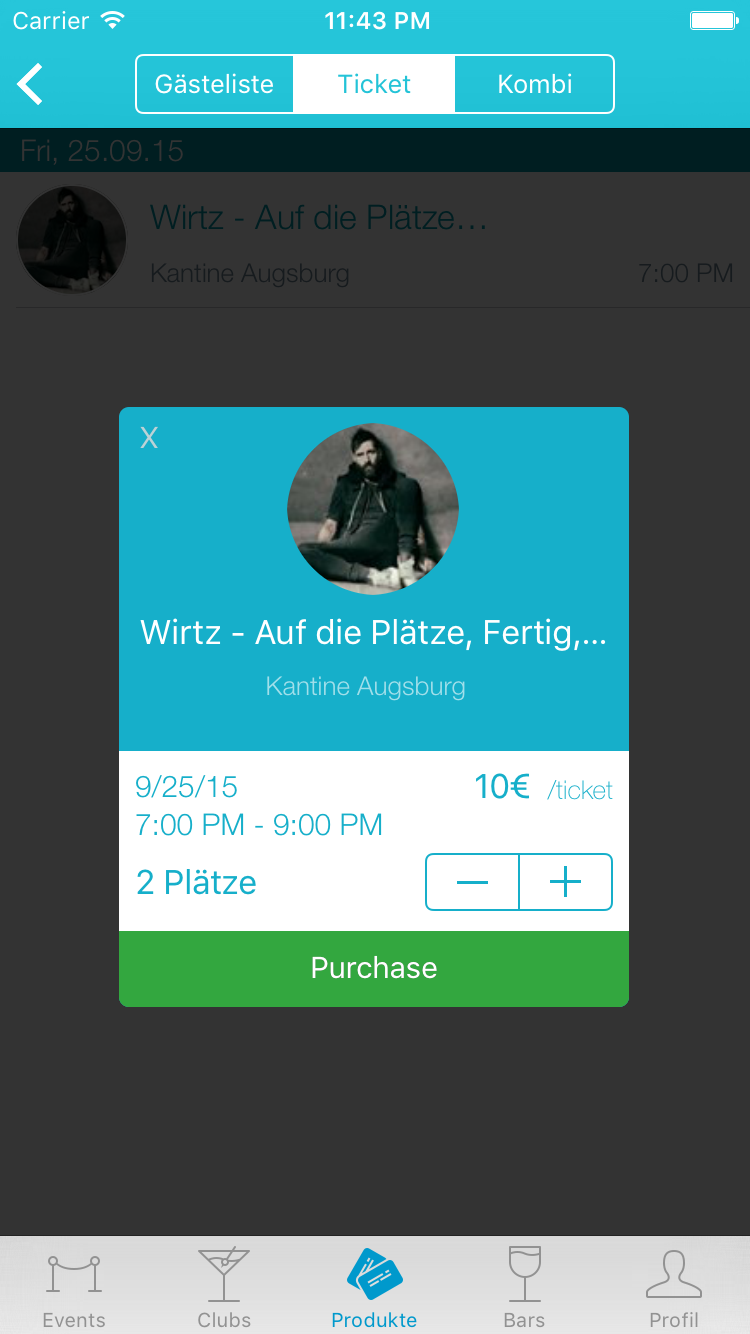 Carrier 11:43 PM
Gästeliste Ticket Kombi
Fri, 25.09.15
Wirtz - Auf die Plätze...
Kantine Augsburg 7:00 PM
X
Wirtz - Auf die Plätze, Fertig,...
Kantine Augsburg
9/25/15 10€ /ticket
7:00 PM - 9:00 PM
2 Plätze
Purchase
Events Clubs Produkte Bars Profil